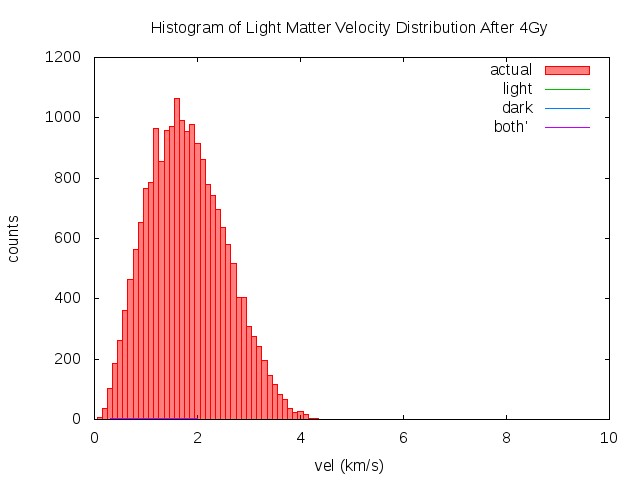 Histogram of Light Matter Velocity Distribution After 4Gy
1200
1000
800
600
400
200
0
counts
actual
light
dark
both'
0 2 4 6 8 10
vel (km/s)